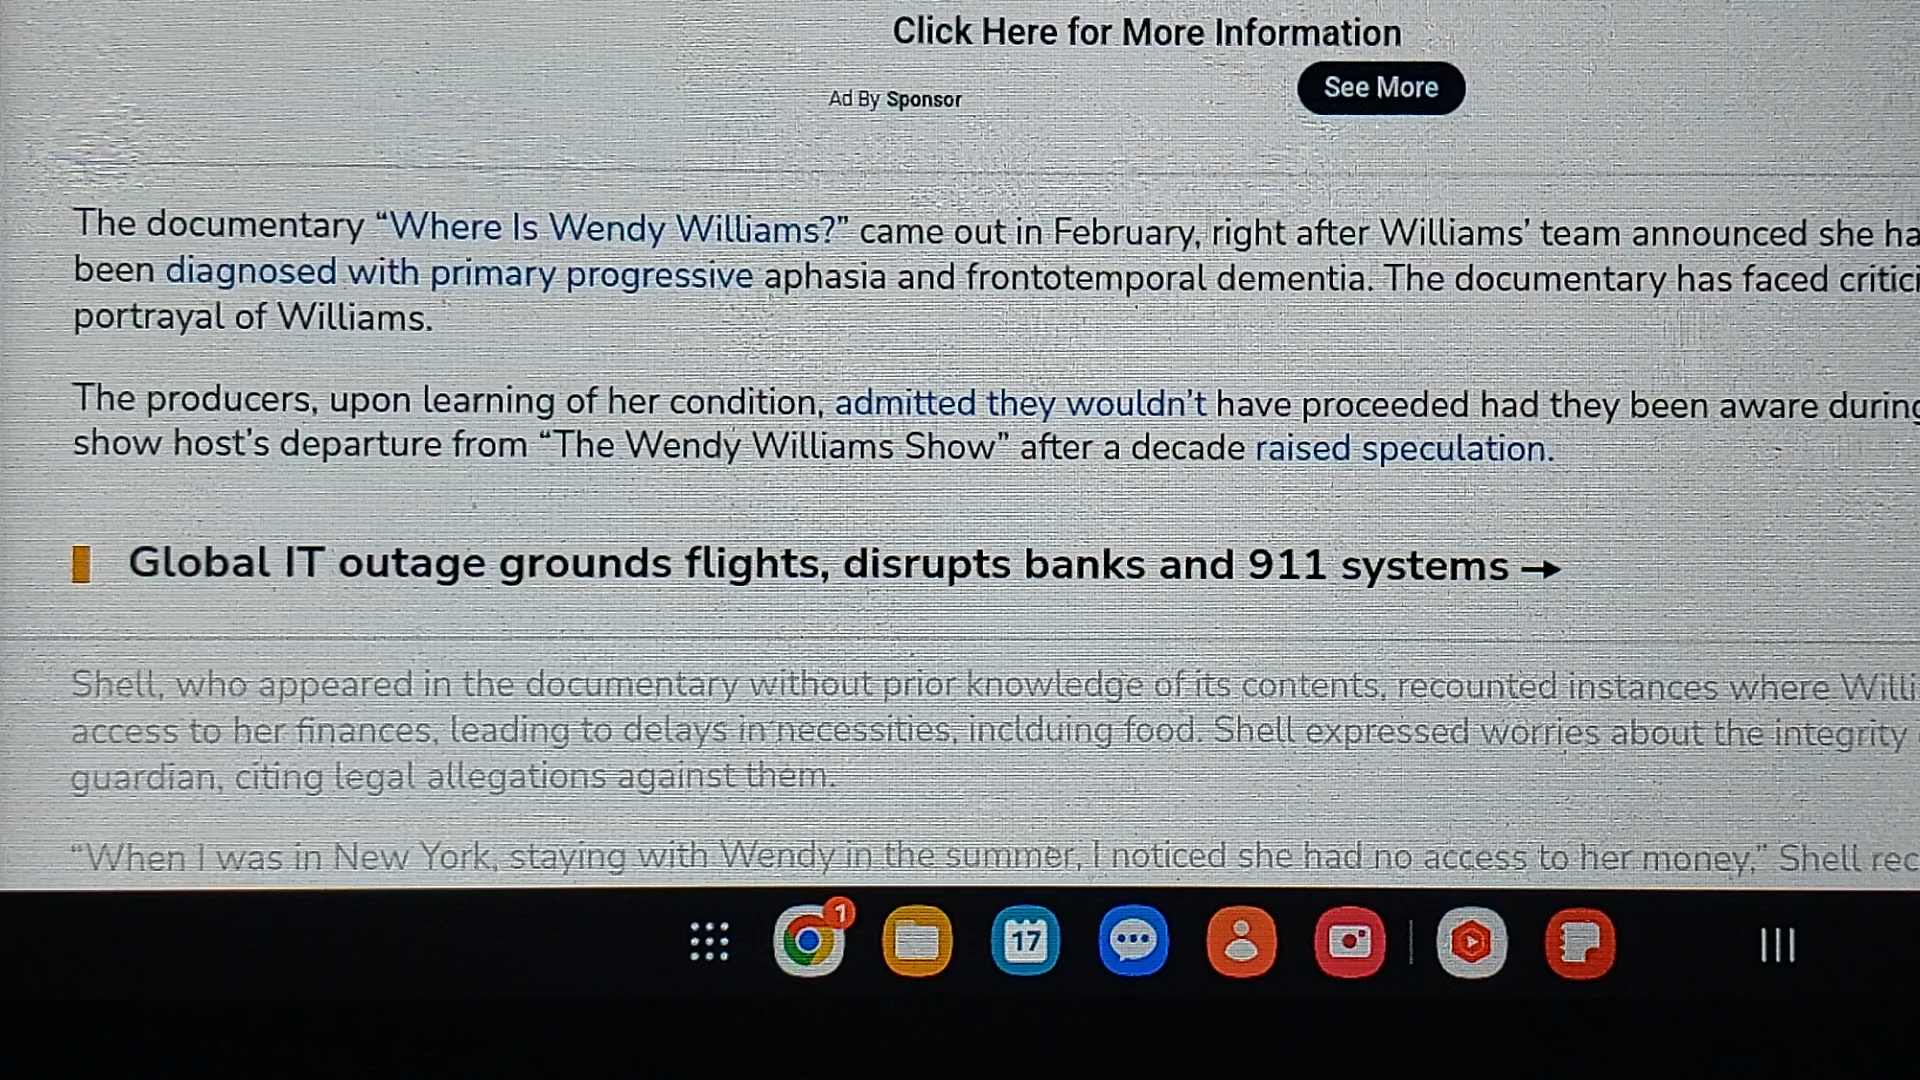 Click Here for More Information
Ad By Sponsor
See More
The documentary “Where Is Wendy Williams?” came out in February, right after Williams’ team announced she ha
been diagnosed with primary progressive aphasia and frontotemporal dementia. The documentary has faced critici
portrayal of Williams.
The producers, upon learning of her condition, admitted they wouldn’t have proceeded had they been aware during
show host’s departure from “The Wendy Williams Show” after a decade raised speculation.
Global IT outage grounds flights, disrupts banks and 911 systems →
Shell, who appeared in the documentary without prior knowledge of its contents, recounted instances where Willi
access to her finances, leading to delays in necessities, inclduing food. Shell expressed worries about the integrity
guardian, citing legal allegations against them.
“When I was in New York, staying with Wendy in the summer, I noticed she had no access to her money,” Shell rec
1
17